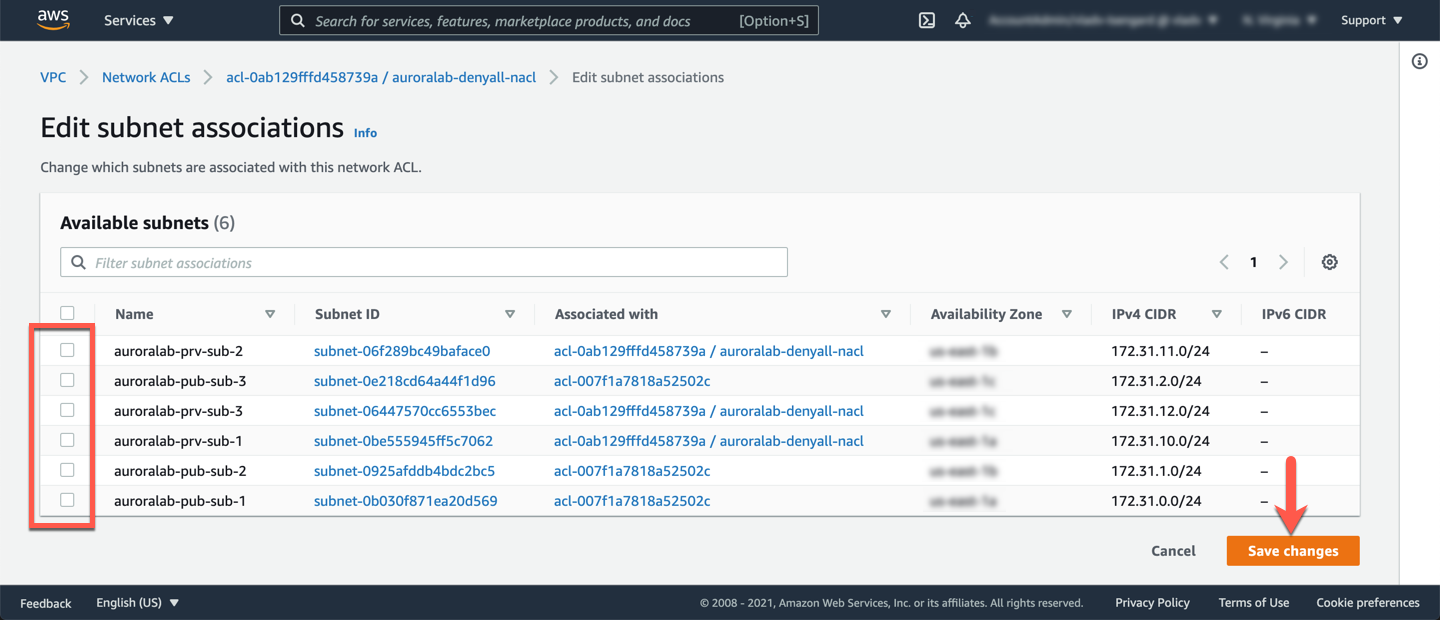 aws Services Search for services, features, marketplace products, and docs [Option+S] Support
VPC Network ACLs acl-0ab129fffd458739a / auroralab-denyall-nacl Edit subnet associations
Edit subnet associations Info
Change which subnets are associated with this network ACL.
Available subnets (6)
Filter subnet associations 1
Name Subnet ID Associated with Availability Zone IPv4 CIDR IPv6 CIDR
auroralab-prv-sub-2 subnet-06f289bc49baface0 acl-0ab129fffd458739a / auroralab-denyall-nacl 172.31.11.0/24 –
auroralab-pub-sub-3 subnet-0e218cd64a44f1d96 acl-007f1a7818a52502c 172.31.2.0/24 –
auroralab-prv-sub-3 subnet-06447570cc6553bec acl-0ab129fffd458739a / auroralab-denyall-nacl 172.31.12.0/24 –
auroralab-prv-sub-1 subnet-0be555945ff5c7062 acl-0ab129fffd458739a / auroralab-denyall-nacl 172.31.10.0/24 –
auroralab-pub-sub-2 subnet-0925afddb4bdc2bc5 acl-007f1a7818a52502c 172.31.1.0/24 –
auroralab-pub-sub-1 subnet-0b030f871ea20d569 acl-007f1a7818a52502c 172.31.0.0/24 –
Cancel Save changes
Feedback English (US) © 2008 - 2021, Amazon Web Services, Inc. or its affiliates. All rights reserved. Privacy Policy Terms of Use Cookie preferences